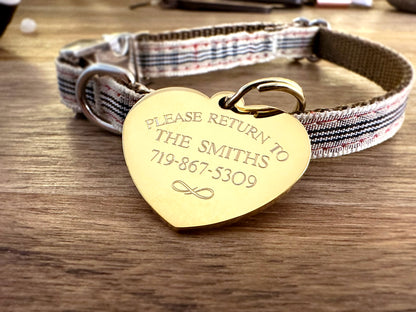 PLEASE RETURN TO
THE SMITHS
719-867-5309